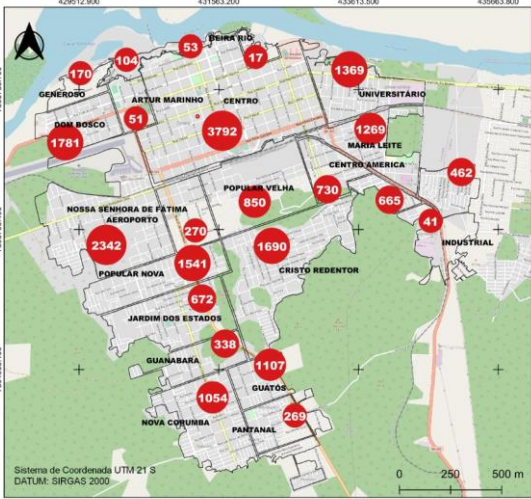 429512.900 431563.200 433613.500 435663.800
BEIRA RIO
53
17
104
170
1369
GENEROSO
ARTUR MARINHO
CENTRO
UNIVERSITÁRIO
DOM BOSCO
51
1781
3792
1269
MARIA LEITE
CENTRO AMERICA
462
POPULAR VELHA
730
850
665
NOSSA SENHORA DE FÁTIMA
AEROPORTO
270
41
2342
1690
INDUSTRIAL
1541
POPULAR NOVA
CRISTO REDENTOR
672
JARDIM DOS ESTADOS
338
GUANABARA
1107
GUATÓS
1054
269
NOVA CORUMBA
PANTANAL
Sistema de Coordenada UTM 21 S
DATUM: SIRGAS 2000
0 250 500 m